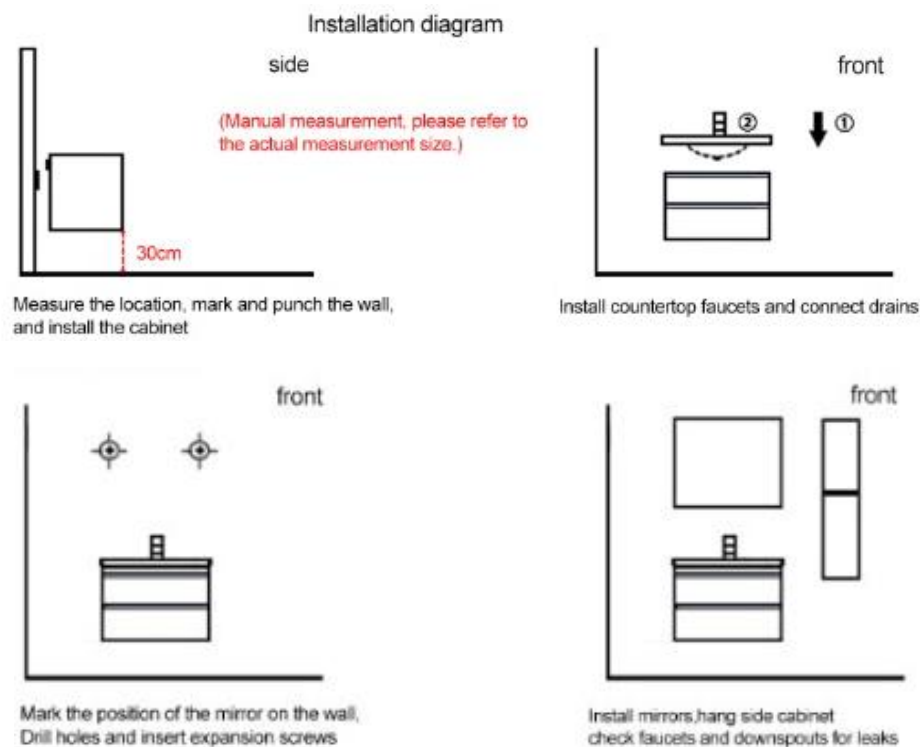 Installation diagram
side
(Manual measurement, please refer to
the actual measurement size.)
30cm
Measure the location, mark and punch the wall,
and install the cabinet
front
②
①
Install countertop faucets and connect drains
front
Mark the position of the mirror on the wall,
Drill holes and insert expansion screws
front
Install mirrors,hang side cabinet
check faucets and downspouts for leaks